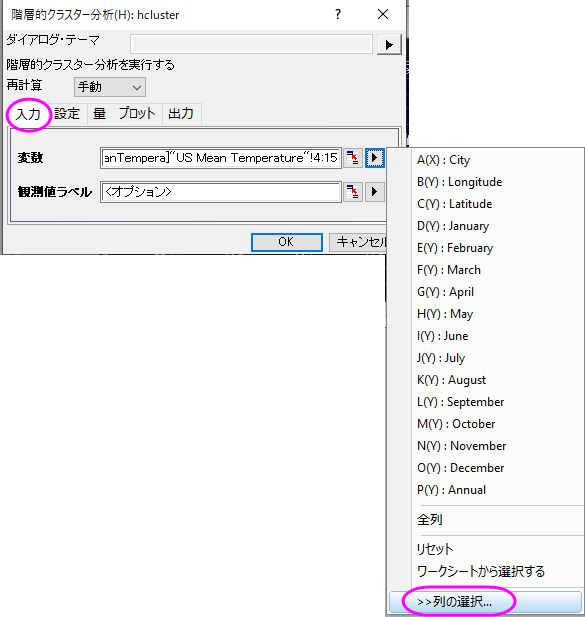 階層的クラスター分析(H): hcluster
?
ダイアログ・テーマ
階層的クラスター分析を実行する
再計算 手動
入力 設定 量 プロット 出力
変数 anTempera]"US Mean Temperature"!4:15
観測値ラベル <オプション>
OK キャンセル
A(X) : City
B(Y) : Longitude
C(Y) : Latitude
D(Y) : January
E(Y) : February
F(Y) : March
G(Y) : April
H(Y) : May
I(Y) : June
J(Y) : July
K(Y) : August
L(Y) : September
M(Y) : October
N(Y) : November
O(Y) : December
P(Y) : Annual
全列
リセット
ワークシートから選択する
>>列の選択...